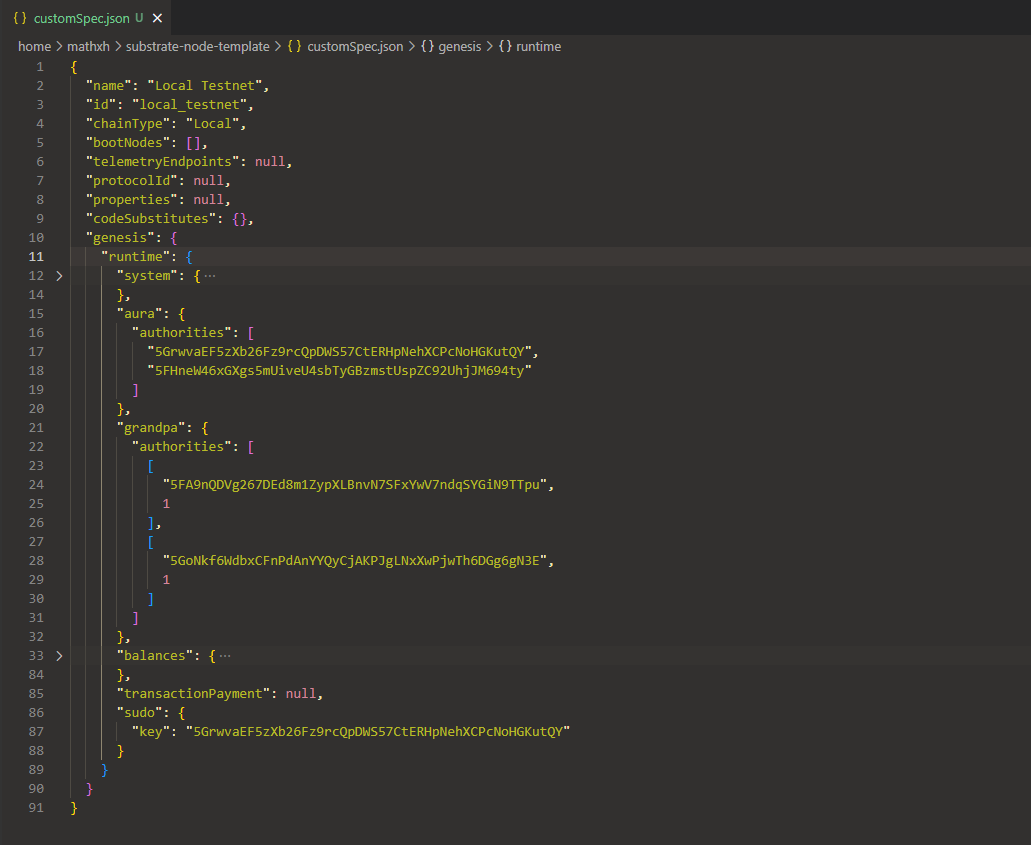 { } customSpec.json U ×
home > mathxh > substrate-node-template > { } customSpec.json > { } genesis > { } runtime
1 {
2 "name": "Local Testnet",
3 "id": "local_testnet",
4 "chainType": "Local",
5 "bootNodes": [],
6 "telemetryEndpoints": null,
7 "protocolId": null,
8 "properties": null,
9 "codeSubstitutes": {},
10 "genesis": {
11 "runtime": {
12 > "system": { ···
14 },
15 "aura": {
16 "authorities": [
17 "5GrwvaEF5zXb26Fz9rcQpDWS57CtERHpNehXCPcNoHGKutQY",
18 "5FHneW46xGXgs5mUiveU4sbTyGBzmstUspZC92UhjJM694ty"
19 ]
20 },
21 "grandpa": {
22 "authorities": [
23 [
24 "5FA9nQDVg267DEd8m1ZypXLBnvN7SFxYwV7ndqSYGiN9TTpu",
25 1
26 ],
27 [
28 "5GoNkf6WdbxCFnPdAnYYQyCjAKPJgLNxXwPjwTh6DGg6gN3E",
29 1
30 ]
31 ]
32 },
33 > "balances": { ···
84 },
85 "transactionPayment": null,
86 "sudo": {
87 "key": "5GrwvaEF5zXb26Fz9rcQpDWS57CtERHpNehXCPcNoHGKutQY"
88 }
89 }
90 }
91 }